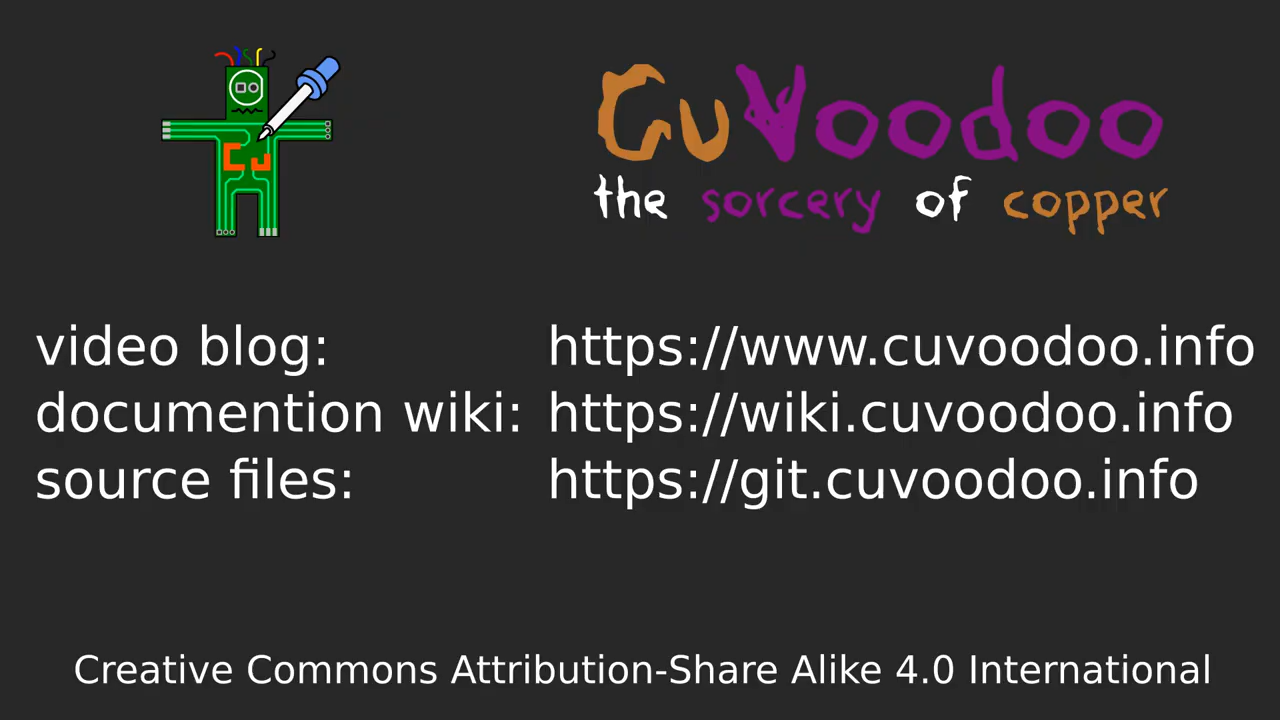 Cu
CuVoodoo
the sorcery of copper
video blog: https://www.cuvoodoo.info
documention wiki: https://wiki.cuvoodoo.info
source files: https://git.cuvoodoo.info
Creative Commons Attribution-Share Alike 4.0 International